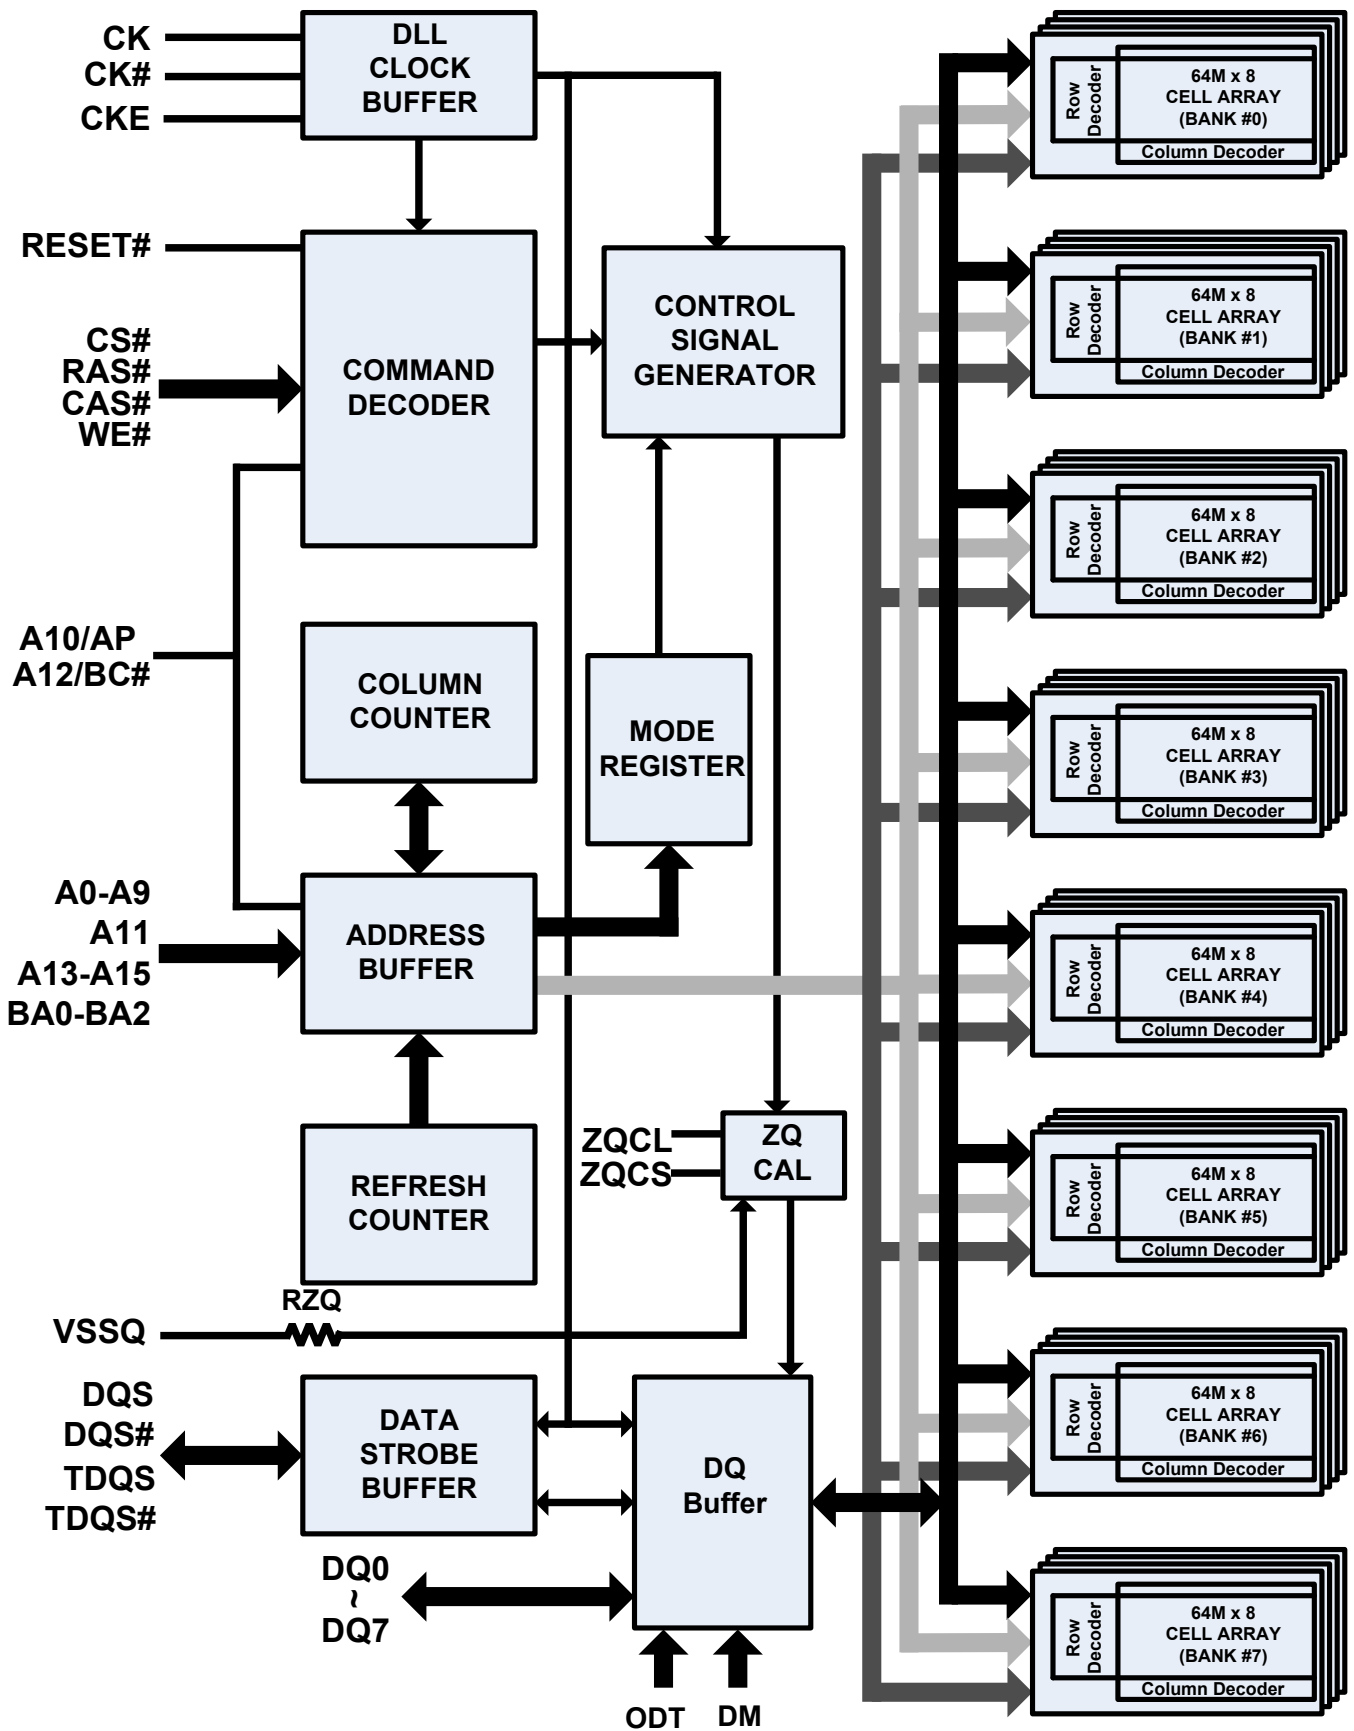 CK
CK#
CKE
DLL
CLOCK
BUFFER
RESET#
CS#
RAS#
CAS#
WE#
COMMAND
DECODER
CONTROL
SIGNAL
GENERATOR
A10/AP
A12/BC#
COLUMN
COUNTER
MODE
REGISTER
A0-A9
A11
A13-A15
BA0-BA2
ADDRESS
BUFFER
REFRESH
COUNTER
ZQCL
ZQCS
ZQ
CAL
RZQ
VSSQ
DQS
DQS#
TDQS
TDQS#
DATA
STROBE
BUFFER
DQ
Buffer
DQ0
~
DQ7
ODT
DM
Row
Decoder
64M x 8
CELL ARRAY
(BANK #0)
Column Decoder
Row
Decoder
64M x 8
CELL ARRAY
(BANK #1)
Column Decoder
Row
Decoder
64M x 8
CELL ARRAY
(BANK #2)
Column Decoder
Row
Decoder
64M x 8
CELL ARRAY
(BANK #3)
Column Decoder
Row
Decoder
64M x 8
CELL ARRAY
(BANK #4)
Column Decoder
Row
Decoder
64M x 8
CELL ARRAY
(BANK #5)
Column Decoder
Row
Decoder
64M x 8
CELL ARRAY
(BANK #6)
Column Decoder
Row
Decoder
64M x 8
CELL ARRAY
(BANK #7)
Column Decoder